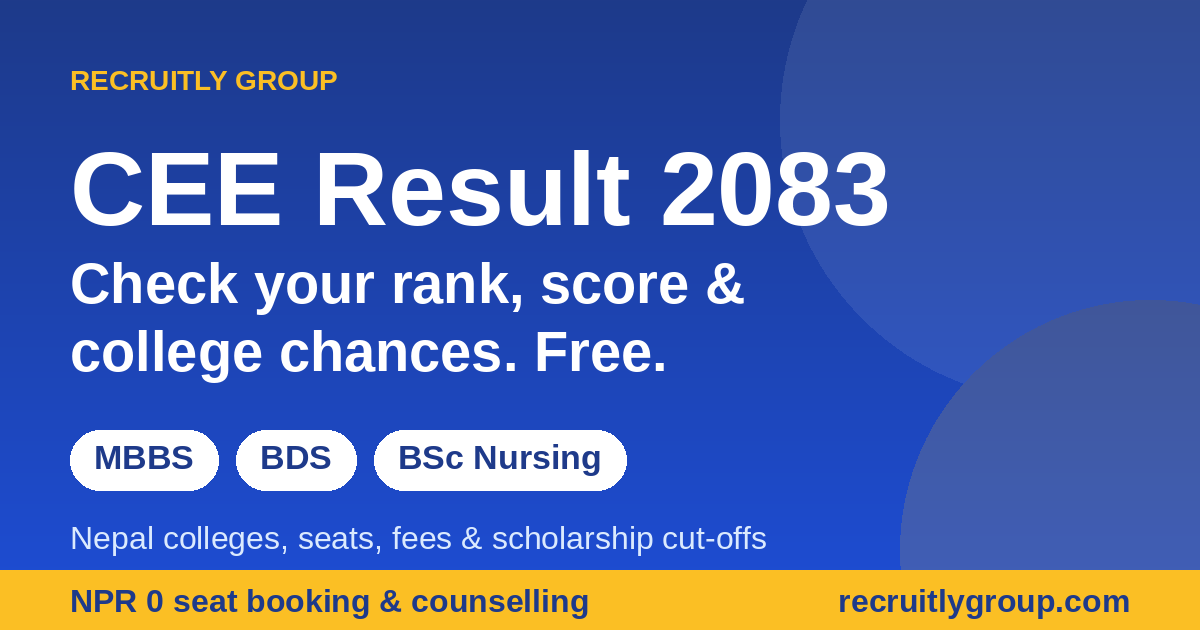 RECRUITLY GROUP
CEE Result 2083
Check your rank, score &
college chances. Free.
MBBS BDS BSc Nursing
Nepal colleges, seats, fees & scholarship cut-offs
NPR 0 seat booking & counselling recruitlygroup.com